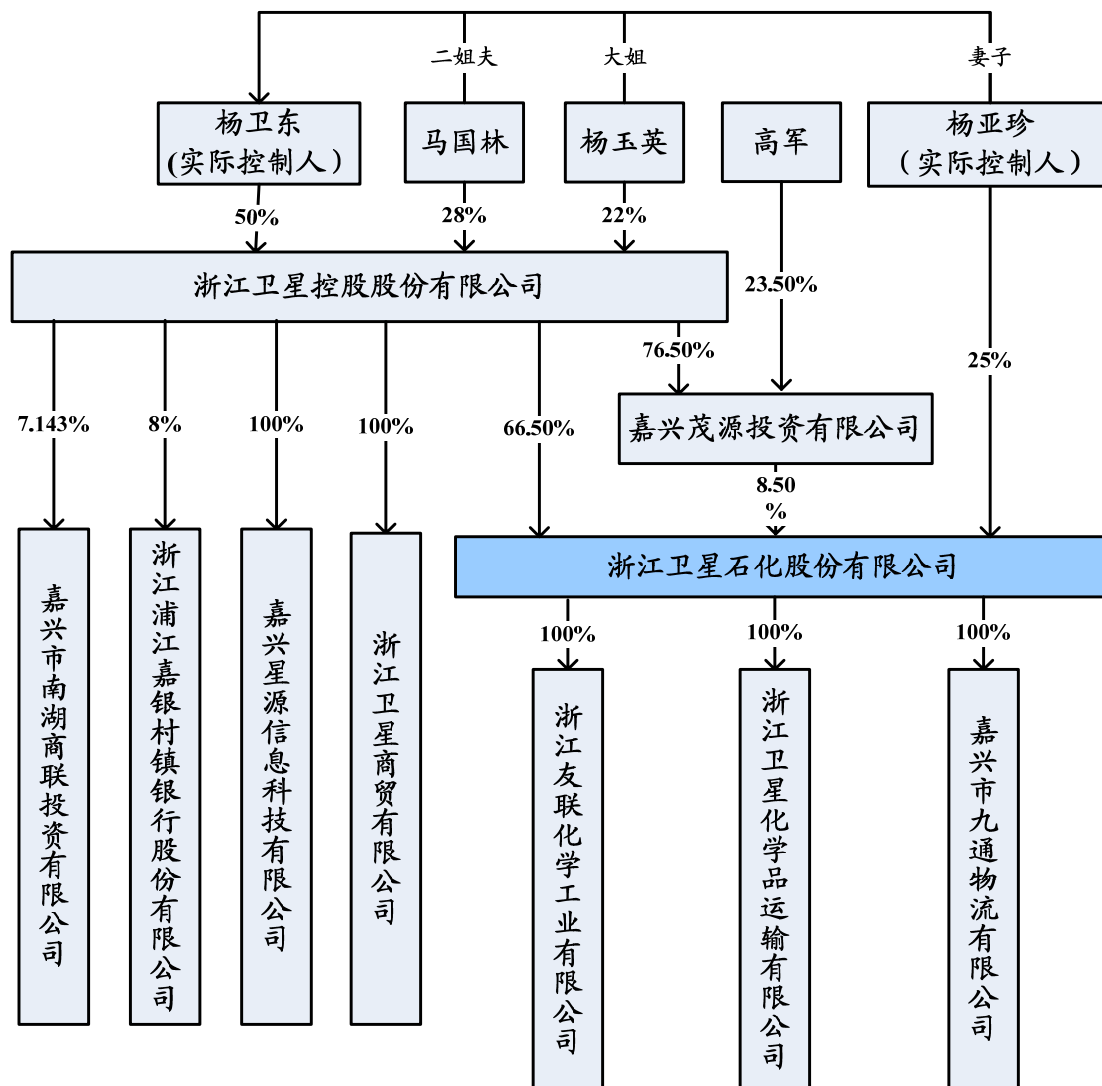 二姐夫
大姐
妻子
杨卫东
(实际控制人）
马国林
杨玉英
高军
杨亚珍
（实际控制人）
50%
28%
22%
浙江卫星控股股份有限公司
23.50%
76.50%
25%
7.143%
8%
100%
100%
66.50%
嘉兴茂源投资有限公司
8.50
%
浙江卫星石化股份有限公司
嘉兴市南湖商联投资有限公司
浙江浦江嘉银村镇银行股份有限公司
嘉兴星源信息科技有限公司
浙江卫星商贸有限公司
100%
100%
100%
浙江友联化学工业有限公司
浙江卫星化学品运输有限公司
嘉兴市九通物流有限公司